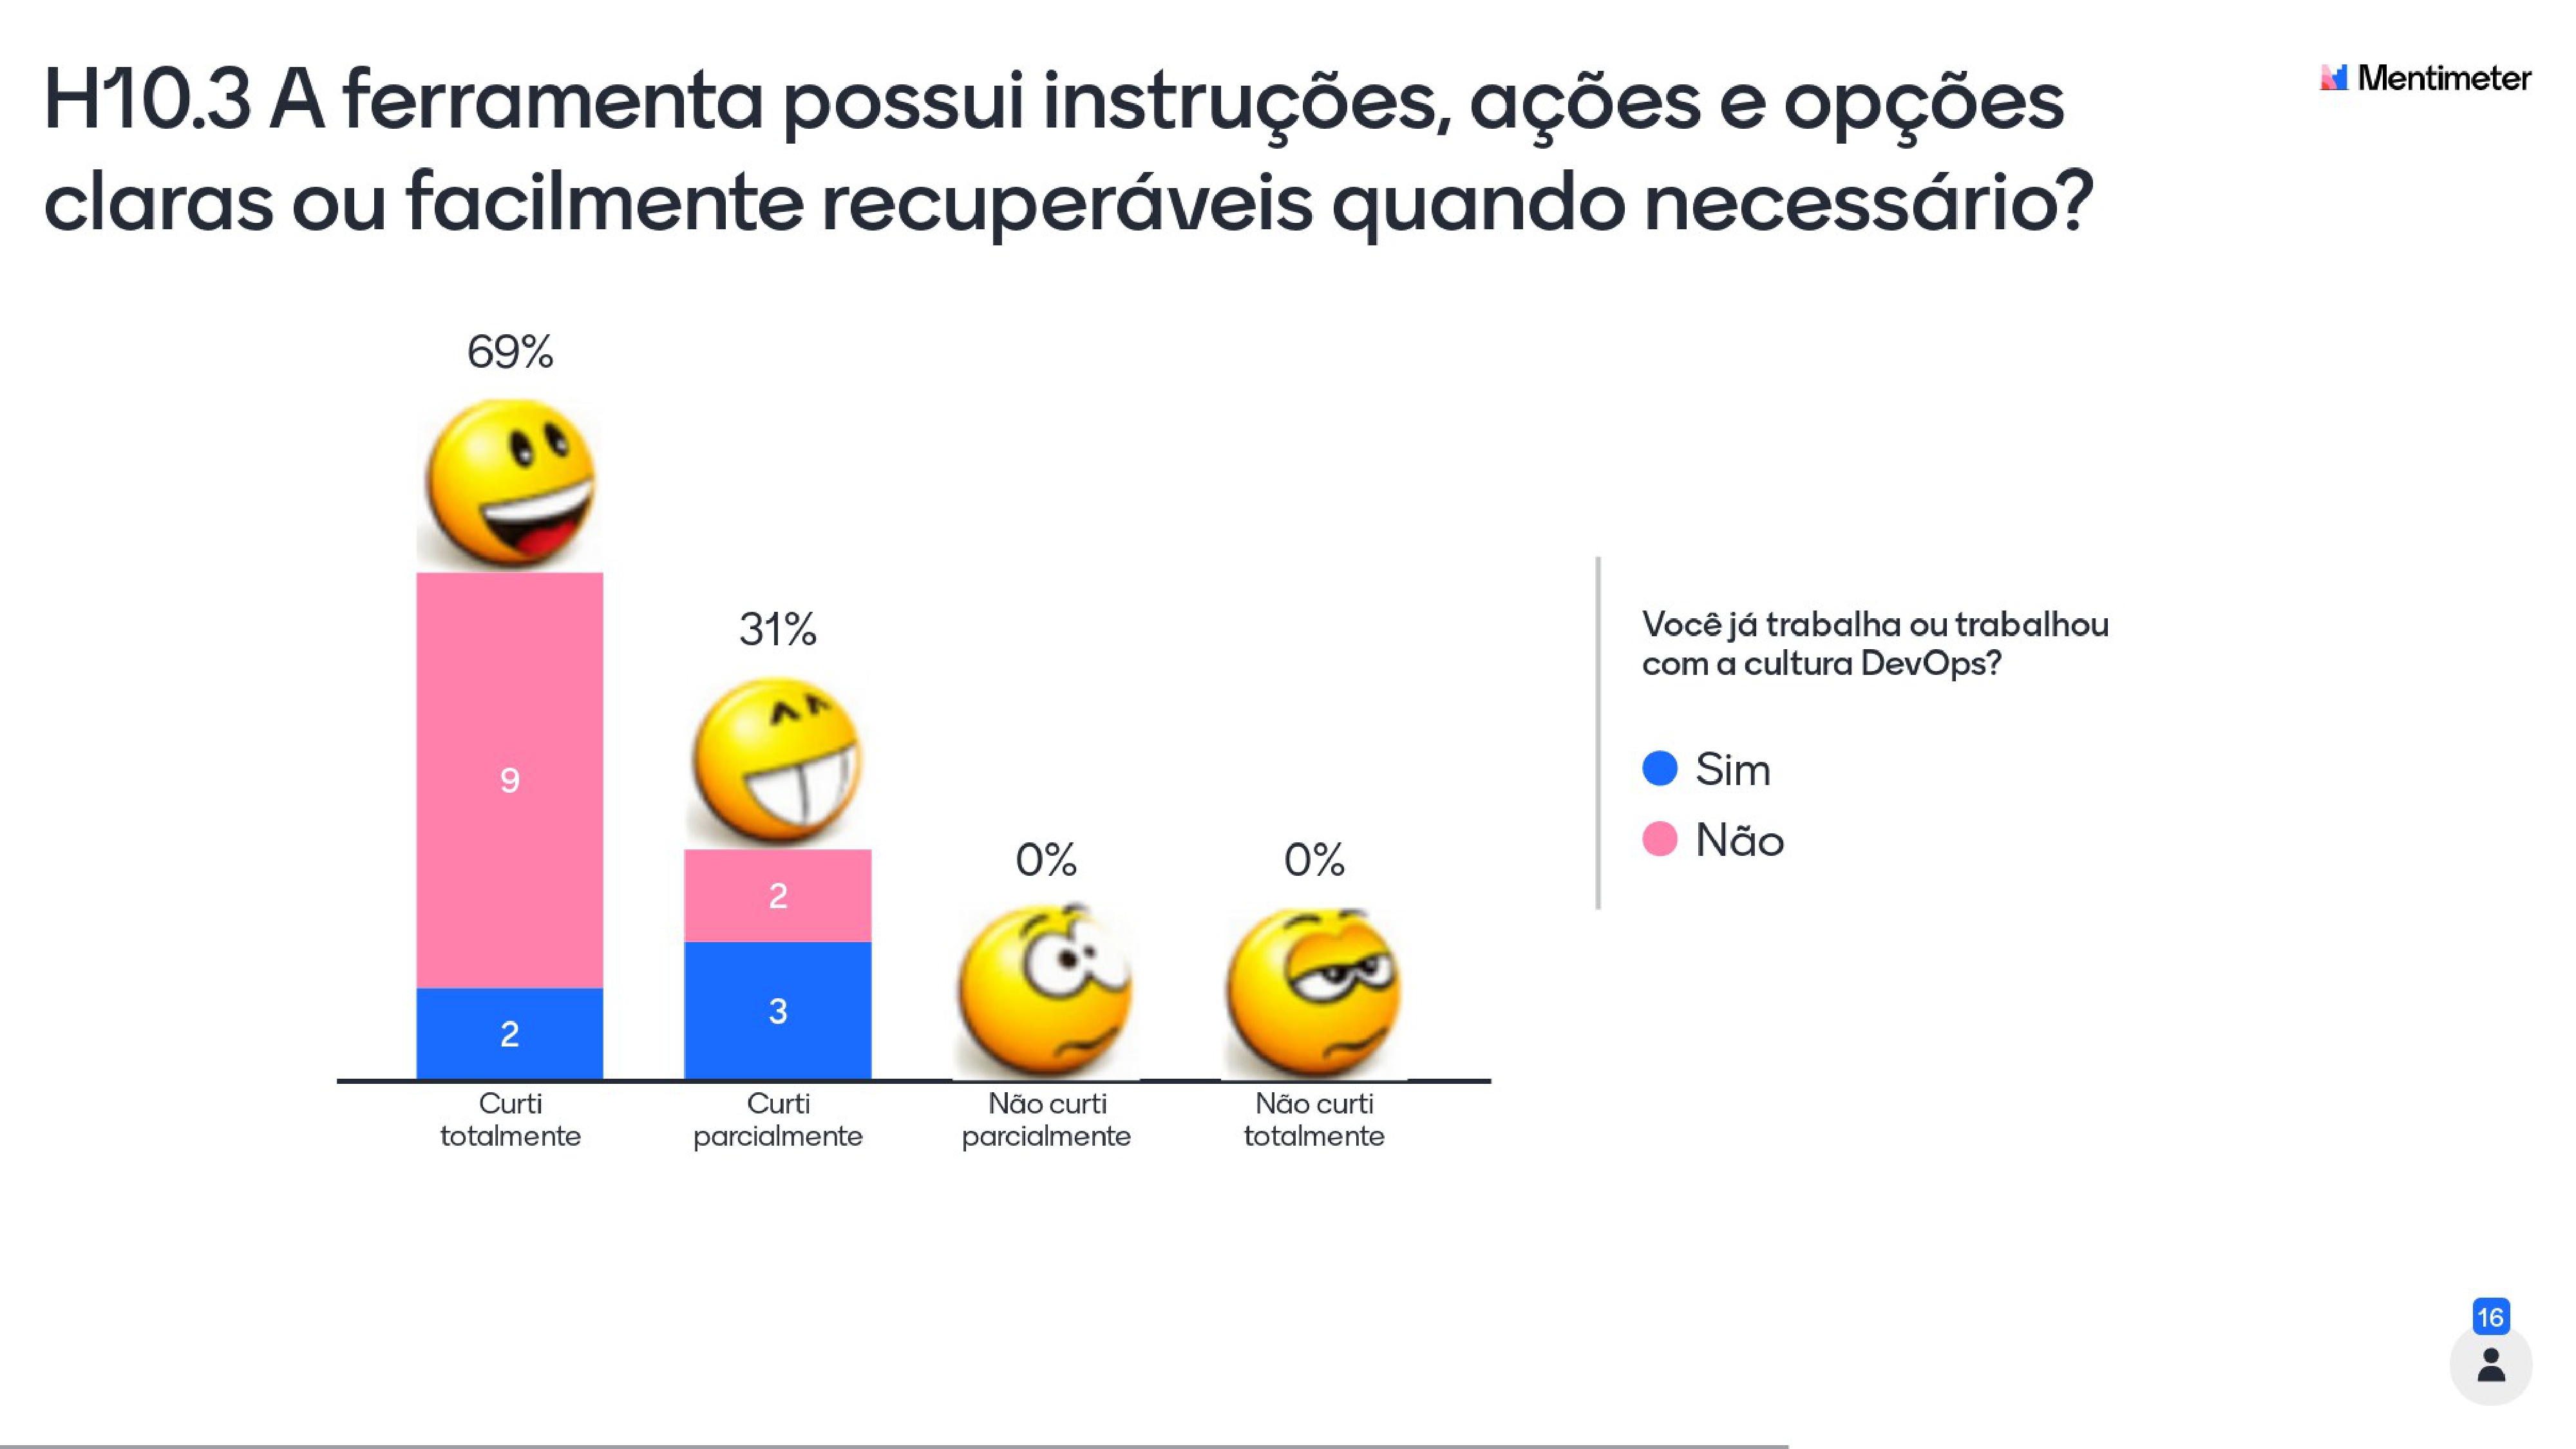 H10.3 A ferramenta possui instruções, ações e opções
claras ou facilmente recuperáveis quando necessário?
Mentimeter
69%
31%
0%
0%
9
2
2
3
Curti
totalmente
Curti
parcialmente
Não curti
parcialmente
Não curti
totalmente
Você já trabalha ou trabalhou
com a cultura DevOps?
Sim
Não
16